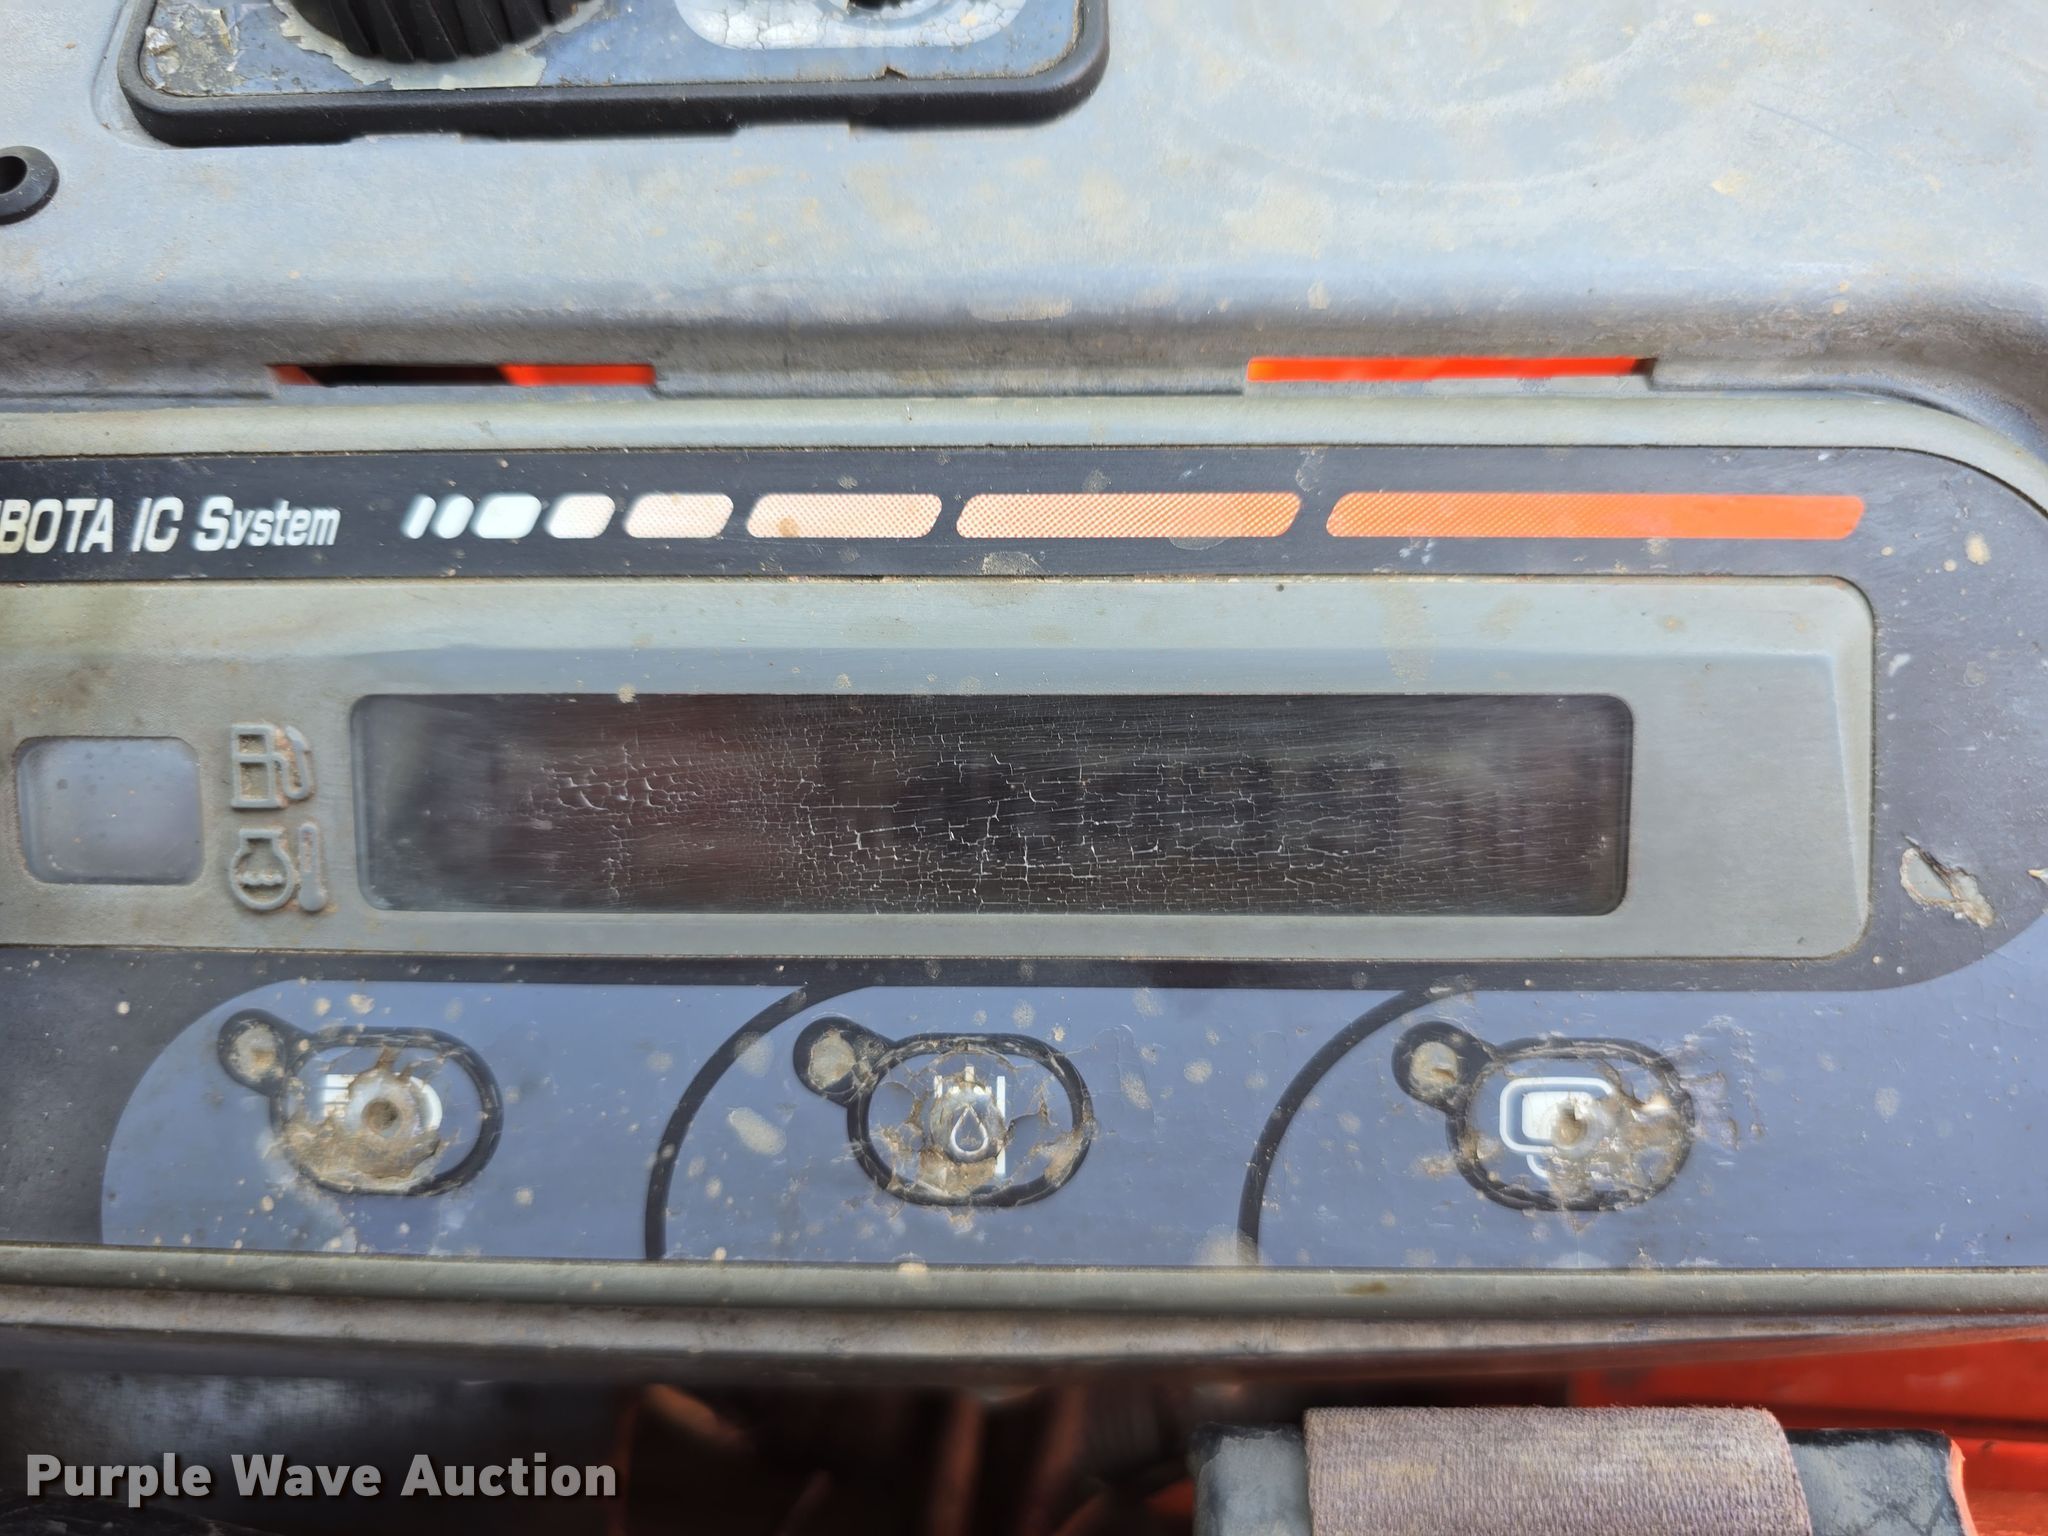 BOTA IC System
Purple Wave Auction